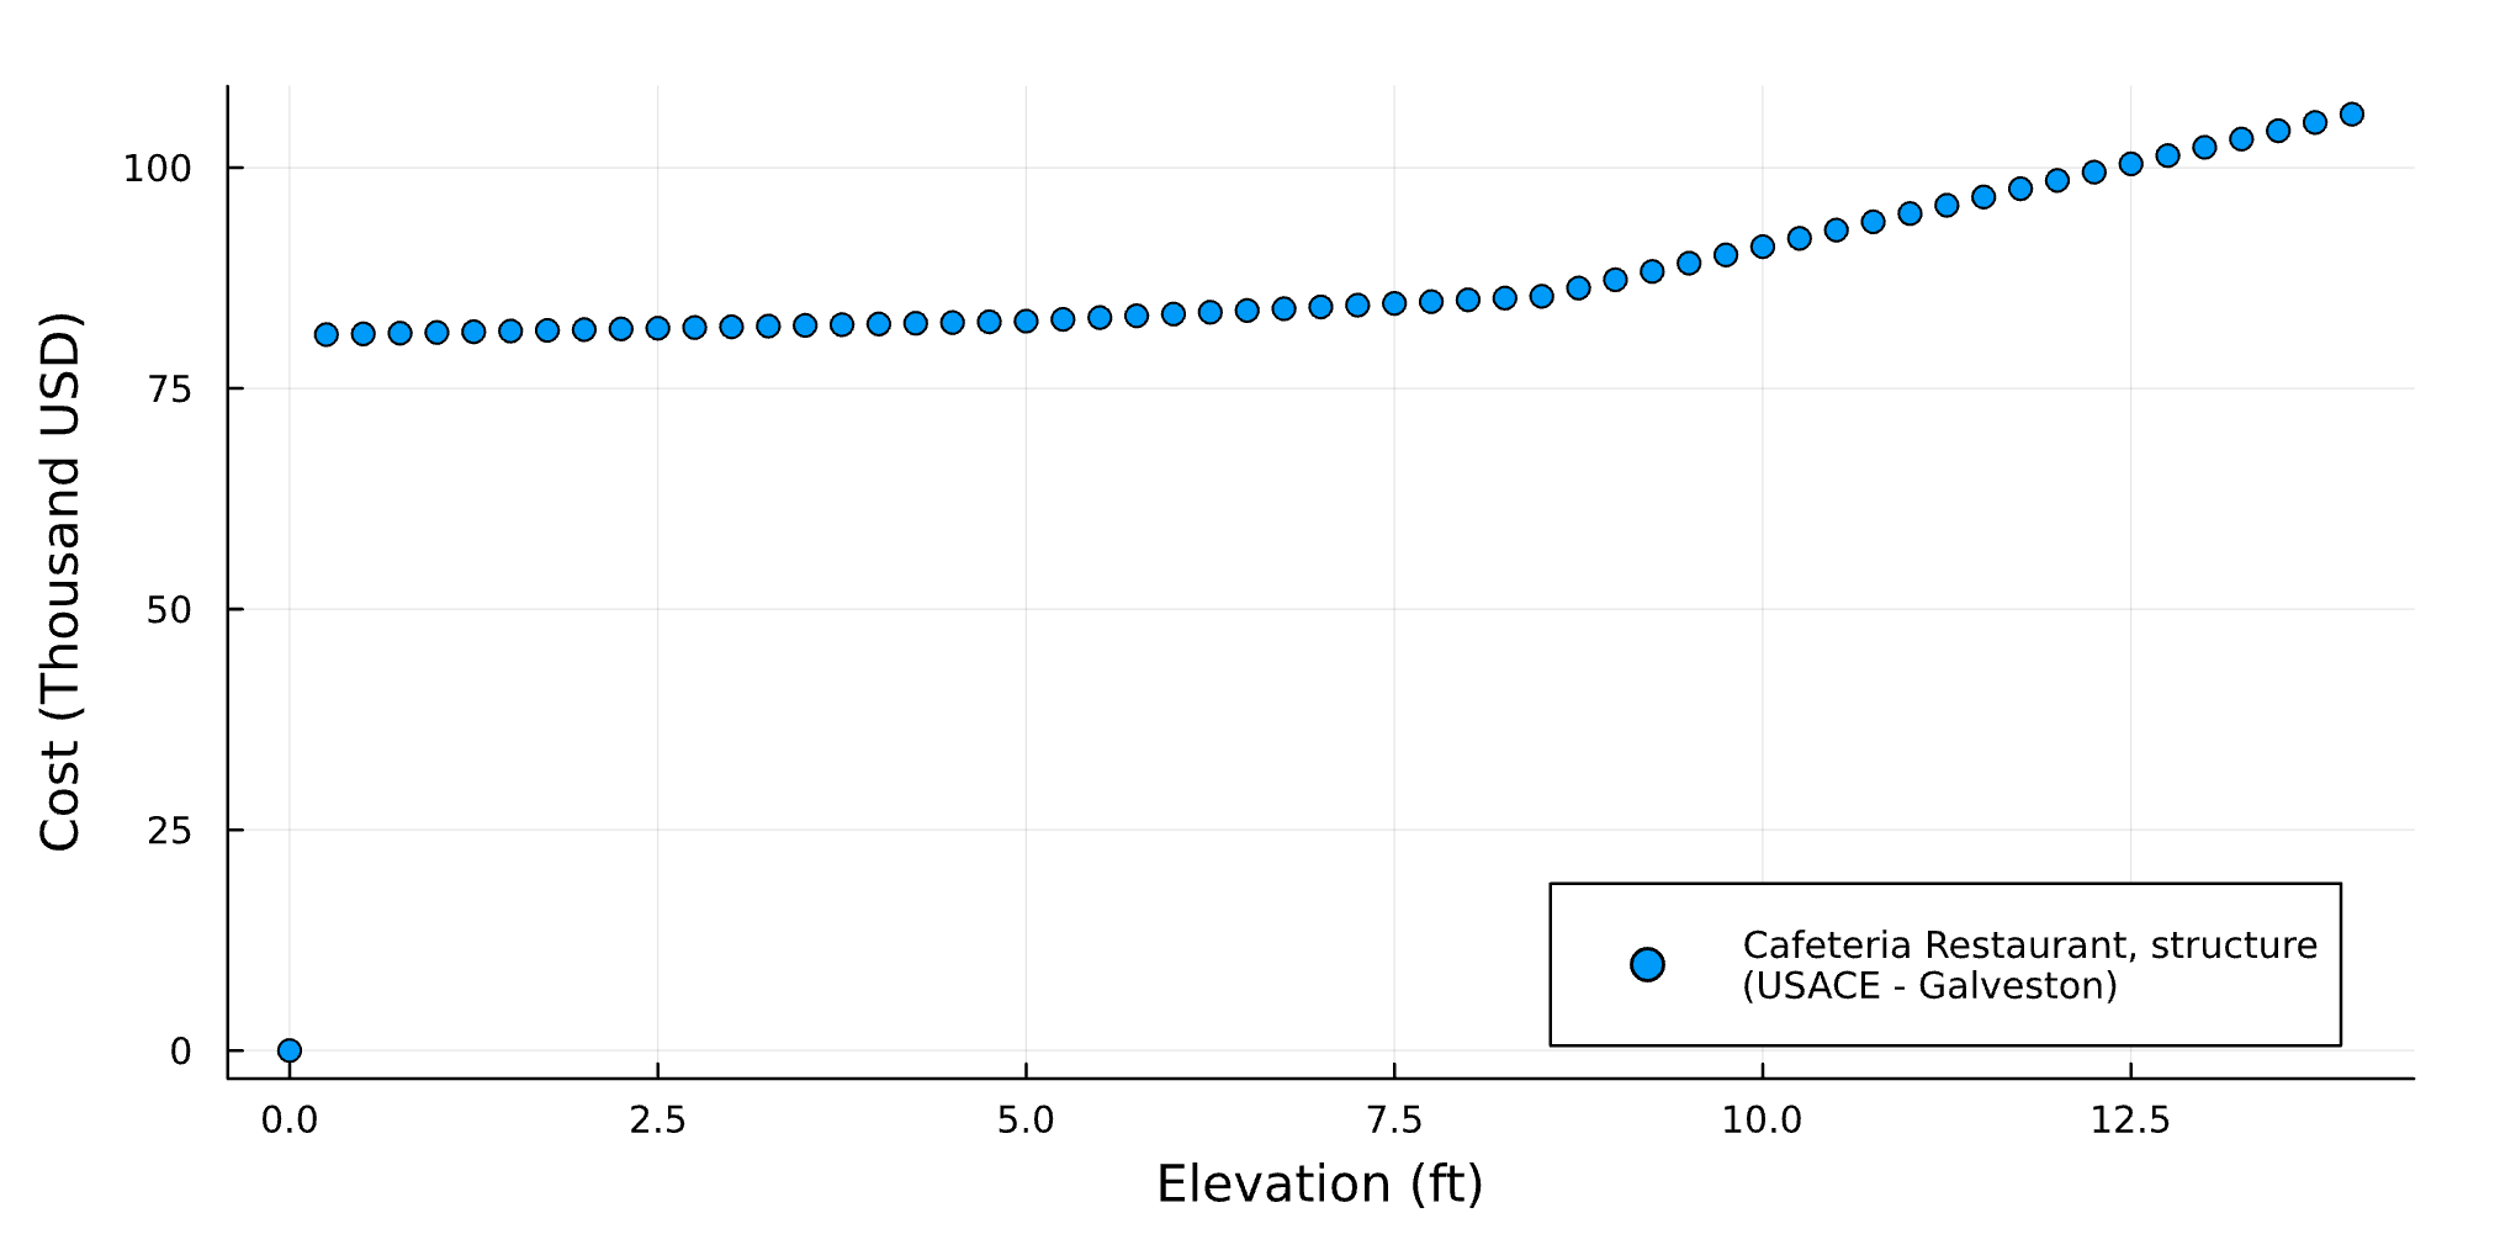 100
75
50
25
0
Cost (Thousand USD)
Cafeteria Restaurant, structure
(USACE - Galveston)
0.0 2.5 5.0 7.5 10.0 12.5
Elevation (ft)